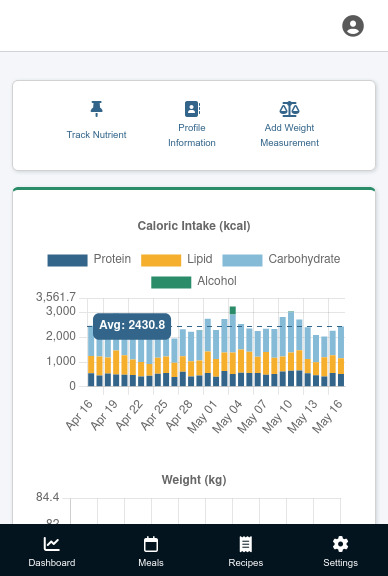 Track Nutrient
Profile
Information
Add Weight
Measurement
Caloric Intake (kcal)
Protein Lipid Carbohydrate
Alcohol
3,561.7
3,000
2,000
1,000
0
Avg: 2430.8
Apr 16 Apr 19 Apr 22 Apr 25 Apr 28 May 01 May 04 May 07 May 10 May 13 May 16
Weight (kg)
84.4
82
Dashboard Meals Recipes Settings